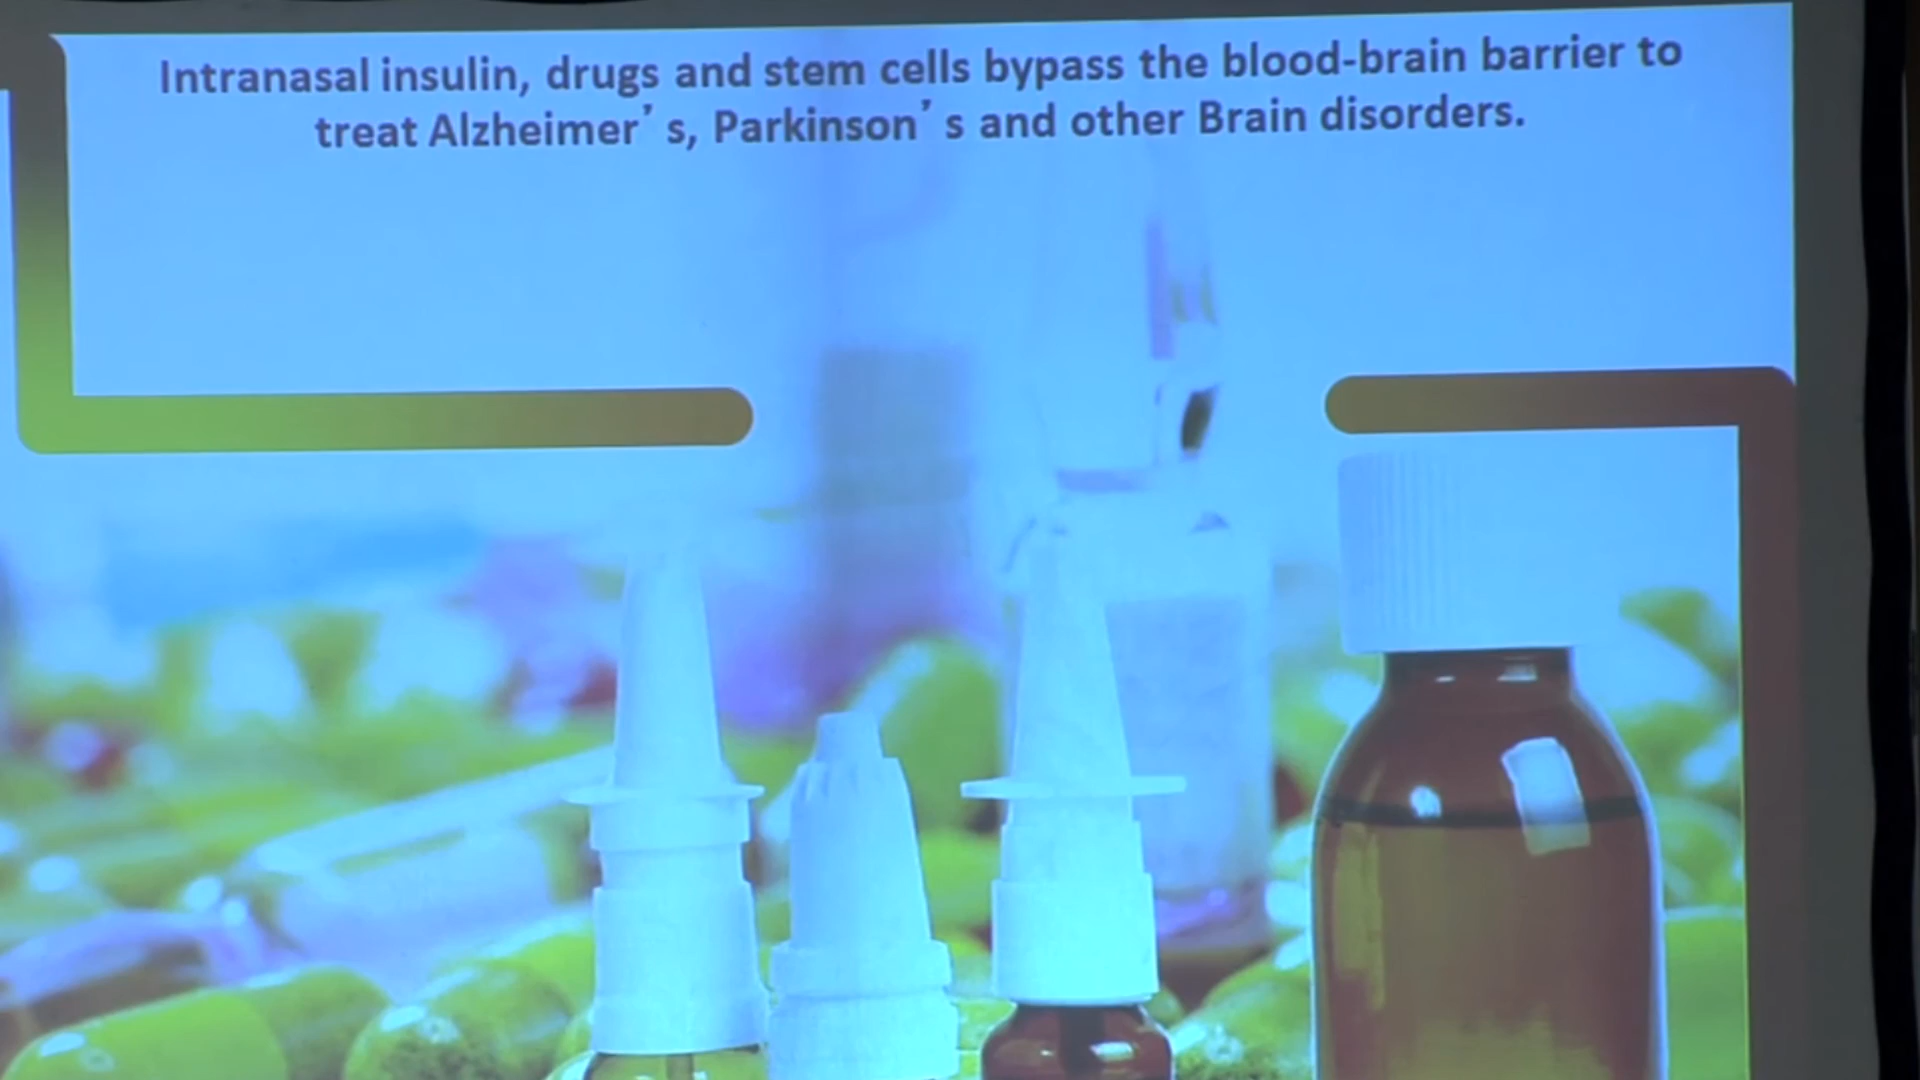 Intranasal insulin, drugs and stem cells bypass the blood-brain barrier to
treat Alzheimer’ s, Parkinson’ s and other Brain disorders.